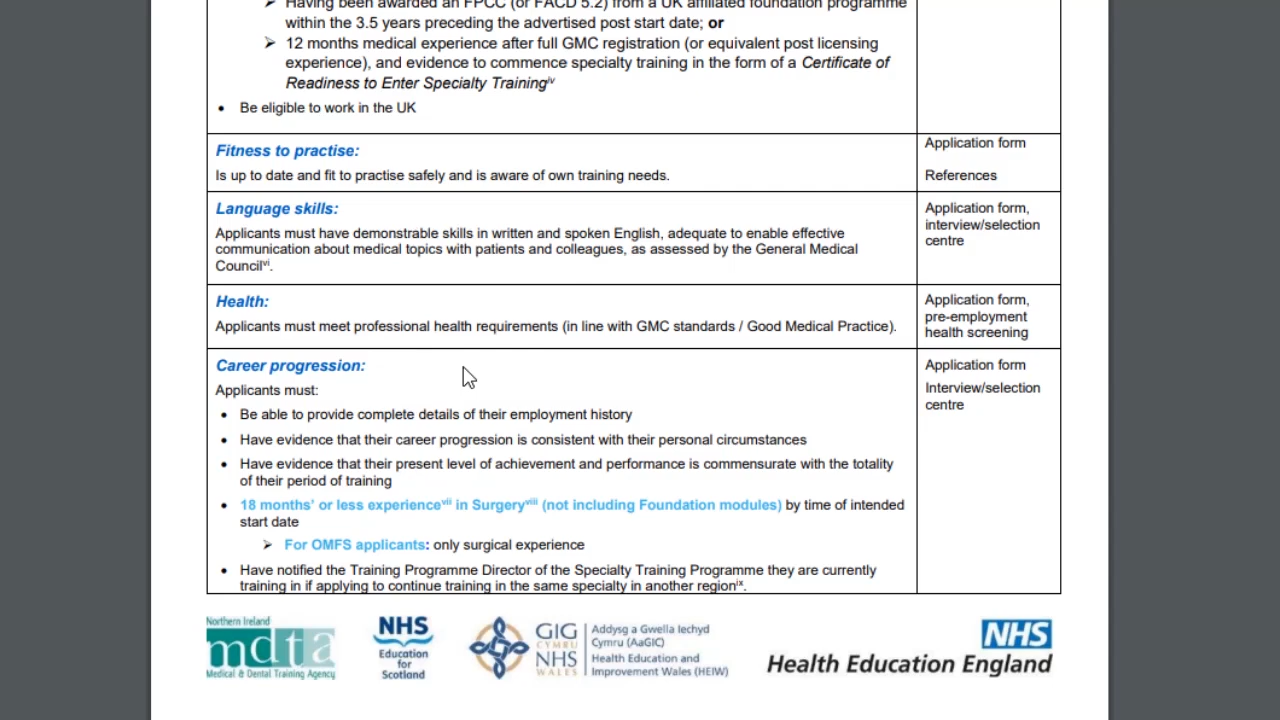 ➢ Having been awarded an FPCC (or FACD 5.2) from a UK affiliated foundation programme
within the 3.5 years preceding the advertised post start date; or
➢ 12 months medical experience after full GMC registration (or equivalent post licensing
experience), and evidence to commence specialty training in the form of a Certificate of
Readiness to Enter Specialty Trainingiv
• Be eligible to work in the UK
Fitness to practise:
Is up to date and fit to practise safely and is aware of own training needs.
Application form
References
Language skills:
Applicants must have demonstrable skills in written and spoken English, adequate to enable effective
communication about medical topics with patients and colleagues, as assessed by the General Medical
Councilvi.
Application form,
interview/selection
centre
Health:
Applicants must meet professional health requirements (in line with GMC standards / Good Medical Practice).
Application form,
pre-employment
health screening
Career progression:
Applicants must:
• Be able to provide complete details of their employment history
• Have evidence that their career progression is consistent with their personal circumstances
• Have evidence that their present level of achievement and performance is commensurate with the totality
of their period of training
• 18 months' or less experiencevii in Surgeryviii (not including Foundation modules) by time of intended
start date
➢ For OMFS applicants: only surgical experience
• Have notified the Training Programme Director of the Specialty Training Programme they are currently
training in if applying to continue training in the same specialty in another regionix.
Application form
Interview/selection
centre
Northern Ireland
mdta
Medical & Dental Training Agency
NHS
Education
for
Scotland
GIG
CYMRU
NHS
WALES
Addysg a Gwella Iechyd
Cymru (AaGIC)
Health Education and
Improvement Wales (HEIW)
NHS
Health Education England